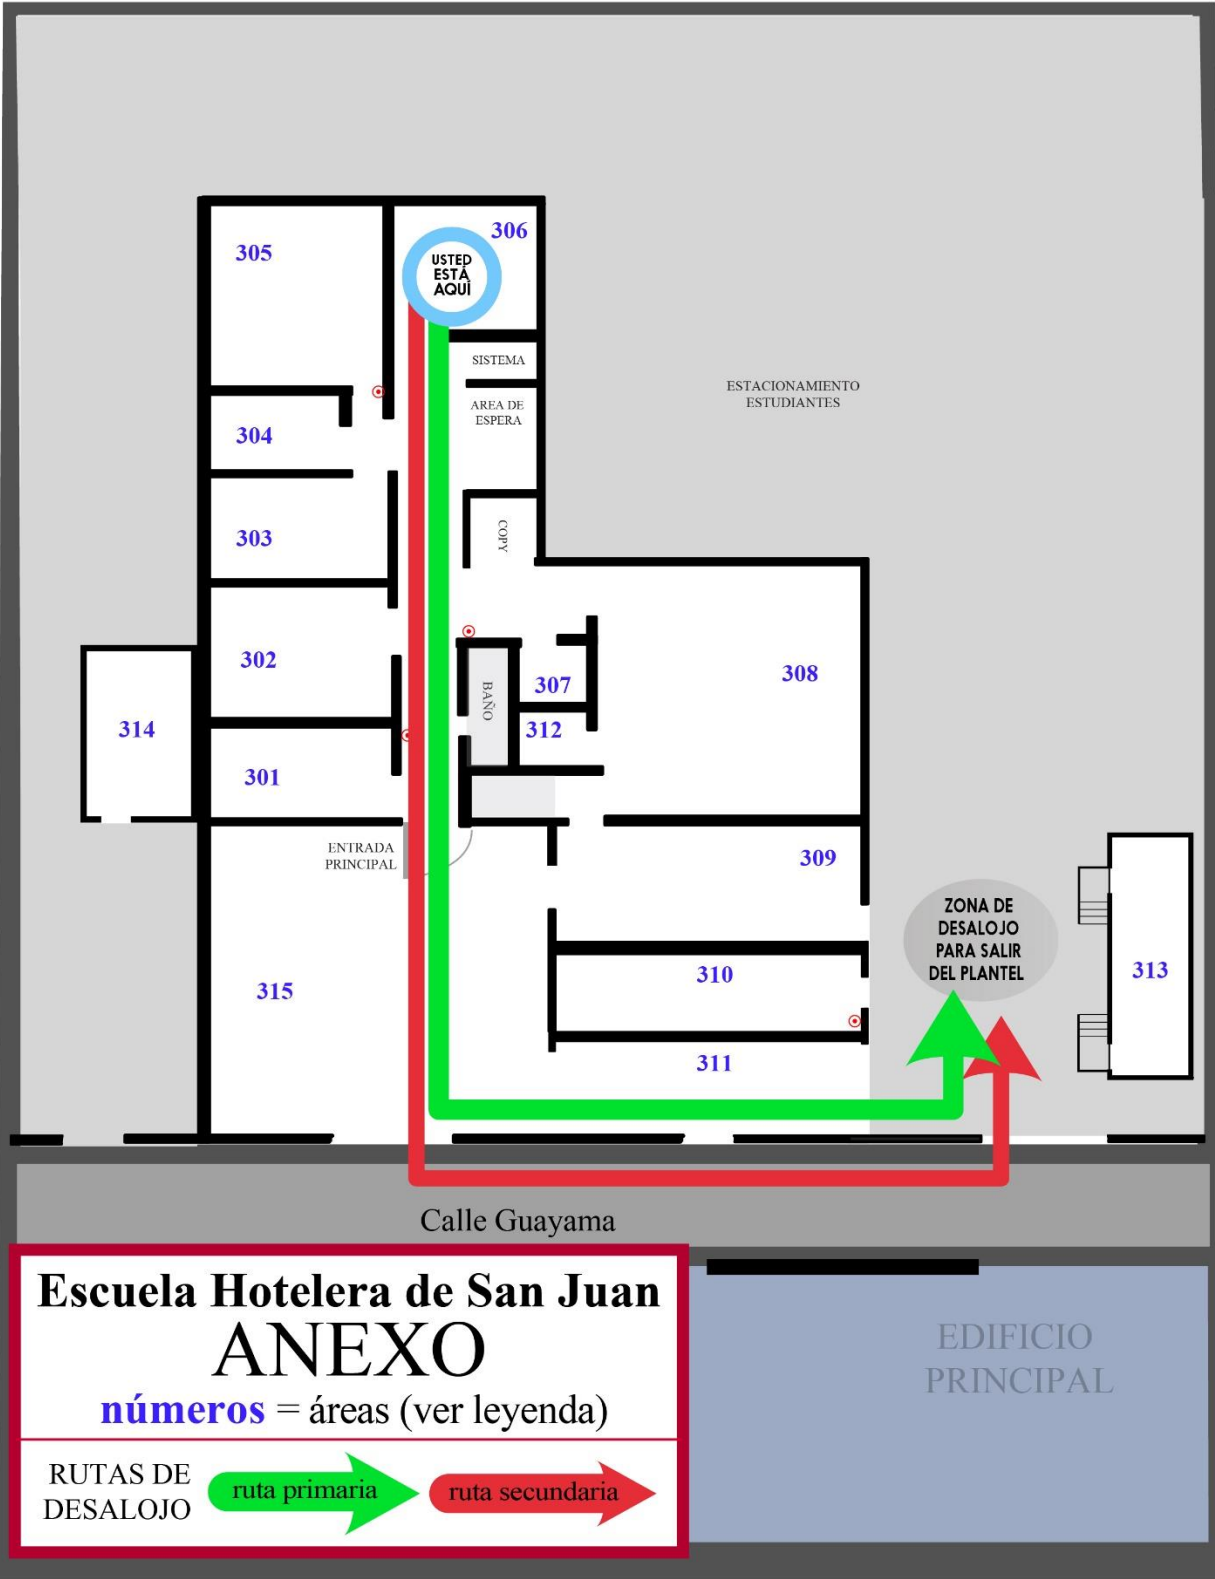 306
305
USTED
ESTÁ
AQUÍ
SISTEMA
AREA DE
ESPERA
ESTACIONAMIENTO
ESTUDIANTES
304
303
COPY
302
307
308
BAÑO
314
312
301
ENTRADA
PRINCIPAL
309
ZONA DE
DESALOJO
PARA SALIR
DEL PLANTEL
310
313
315
311
Calle Guayama
Escuela Hotelera de San Juan
ANEXO
números = áreas (ver leyenda)
RUTAS DE
DESALOJO
ruta primaria
ruta secundaria
EDIFICIO
PRINCIPAL